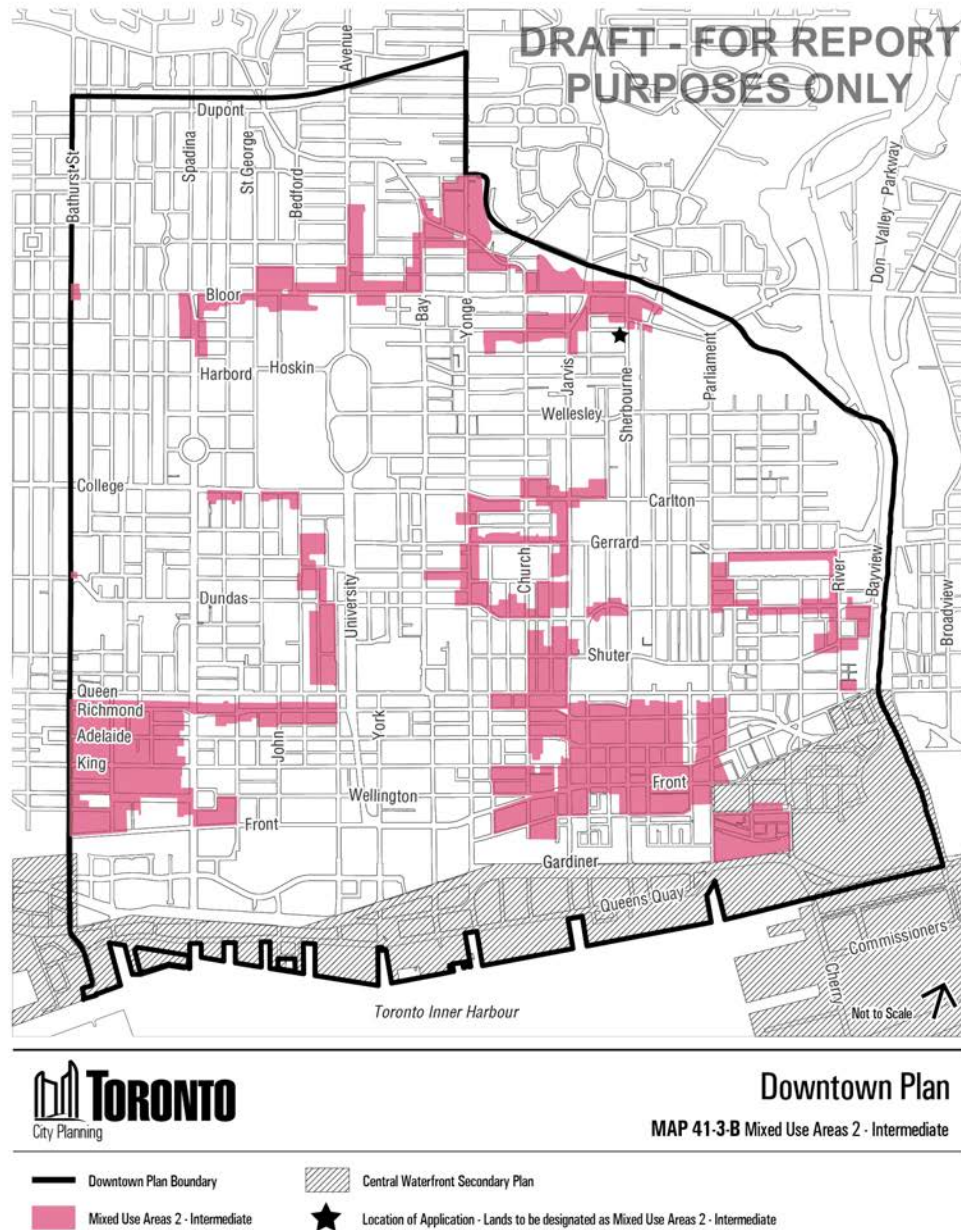 DRAFT - FOR REPORT
PURPOSES ONLY
Avenue
Dupont
Bathurst St
Spadina
St George
Bedford
Don Valley Parkway
Bloor
Bay
Yonge
Harbord
Hoskin
Jarvis
Sherbourne
Parliament
Wellesley
College
Carlton
Gerrard
Church
River
Bayview
Dundas
University
Broadview
Shuter
Queen
Richmond
Adelaide
King
John
York
Wellington
Front
Front
Gardiner
Queens Quay
Commissioners
Cherry
Toronto Inner Harbour
Not to Scale
TORONTO
City Planning
Downtown Plan
MAP 41-3-B Mixed Use Areas 2 - Intermediate
Downtown Plan Boundary
Central Waterfront Secondary Plan
Mixed Use Areas 2 - Intermediate
Location of Application - Lands to be designated as Mixed Use Areas 2 - Intermediate